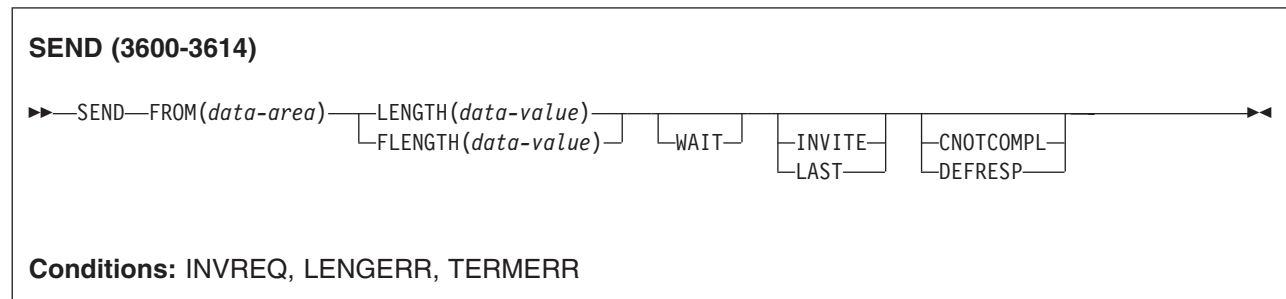 SEND (3600-3614)
SEND FROM(data-area) LENGTH(data-value)
FLENGTH(data-value) WAIT INVITE CNOTCOMPL
LAST DEFRESP
Conditions: INVREQ, LENGERR, TERMERR